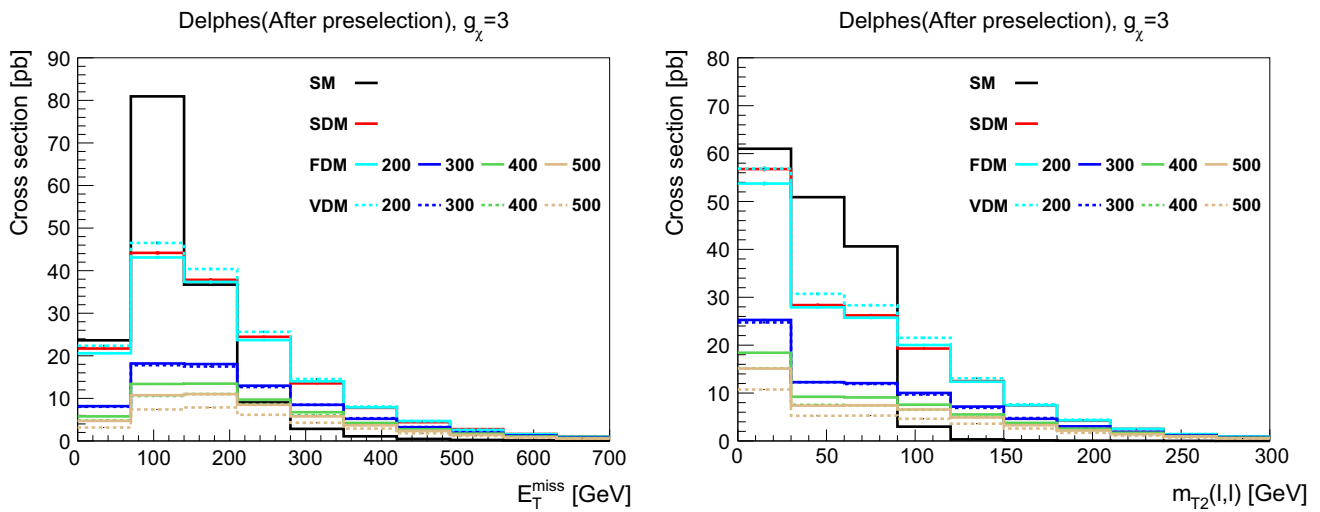 Delphes(After preselection), g_χ=3
Cross section [pb]
90
80
70
60
50
40
30
20
10
0
SM
SDM
FDM 200 300 400 500
VDM 200 300 400 500
0 100 200 300 400 500 600 700
E_T^miss [GeV]
Delphes(After preselection), g_χ=3
Cross section [pb]
80
70
60
50
40
30
20
10
0
SM
SDM
FDM 200 300 400 500
VDM 200 300 400 500
0 50 100 150 200 250 300
m_T2(l,l) [GeV]